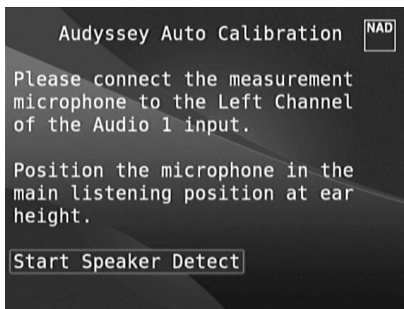 Audyssey Auto Calibration
NAD
Please connect the measurement
microphone to the Left Channel
of the Audio 1 input.
Position the microphone in the
main listening position at ear
height.
Start Speaker Detect